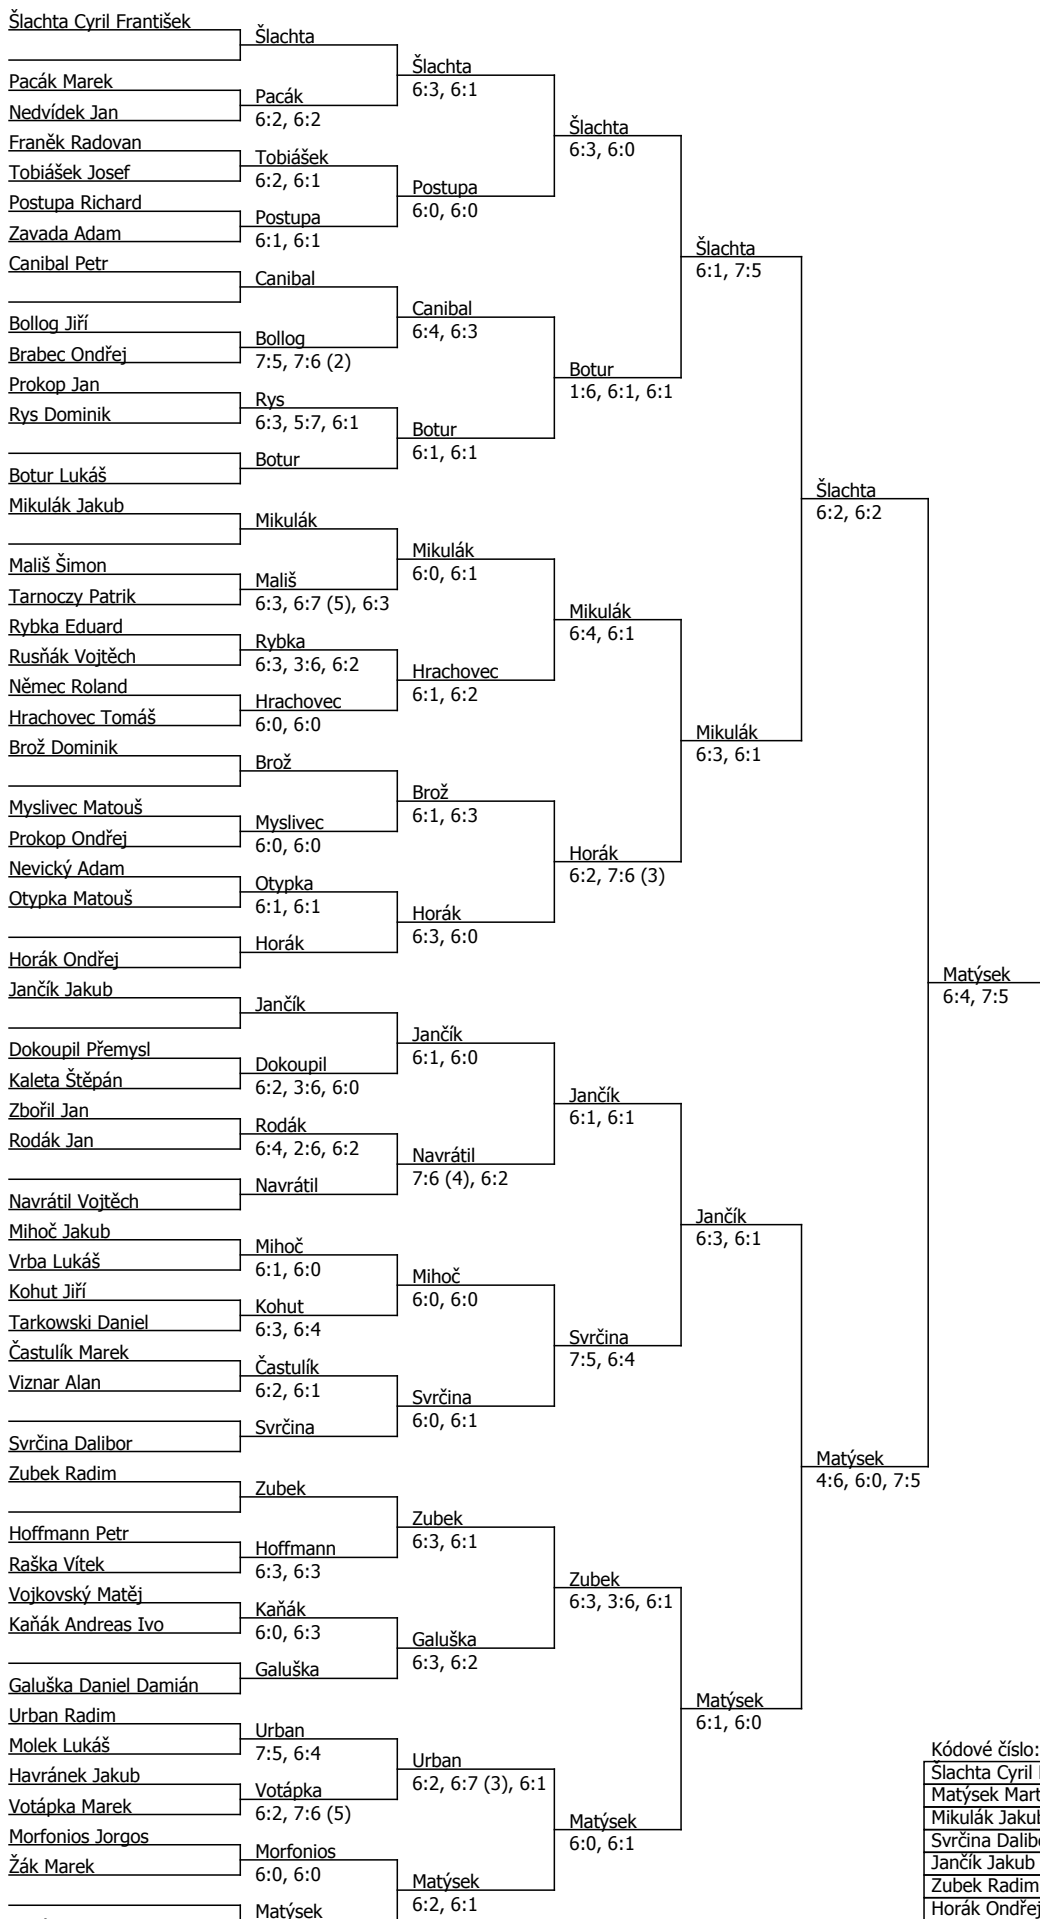 Šlachta Cyril František
Pacák Marek
Nedvídek Jan
Franěk Radovan
Tobiášek Josef
Postupa Richard
Zavada Adam
Canibal Petr
Bollog Jiří
Brabec Ondřej
Prokop Jan
Rys Dominik
Botur Lukáš
Mikulák Jakub
Mališ Šimon
Tarnoczy Patrik
Rybka Eduard
Rusňák Vojtěch
Němec Roland
Hrachovec Tomáš
Brož Dominik
Myslivec Matouš
Prokop Ondřej
Nevický Adam
Otypka Matouš
Horák Ondřej
Jančík Jakub
Dokoupil Přemysl
Kaleta Štěpán
Zbořil Jan
Rodák Jan
Navrátil Vojtěch
Mihoč Jakub
Vrba Lukáš
Kohut Jiří
Tarkowski Daniel
Častulík Marek
Viznar Alan
Svrčina Dalibor
Zubek Radim
Hoffmann Petr
Raška Vítek
Vojkovský Matěj
Kaňák Andreas Ivo
Galuška Daniel Damián
Urban Radim
Molek Lukáš
Havránek Jakub
Votápka Marek
Morfonios Jorgos
Žák Marek
Šlachta
Pacák
6:2, 6:2
Tobiášek
6:2, 6:1
Postupa
6:1, 6:1
Canibal
Bollog
7:5, 7:6 (2)
Rys
6:3, 5:7, 6:1
Botur
Mikulák
Mališ
6:3, 6:7 (5), 6:3
Rybka
6:3, 3:6, 6:2
Hrachovec
6:0, 6:0
Brož
Myslivec
6:0, 6:0
Otypka
6:1, 6:1
Horák
Jančík
Dokoupil
6:2, 3:6, 6:0
Rodák
6:4, 2:6, 6:2
Navrátil
Mihoč
6:1, 6:0
Kohut
6:3, 6:4
Častulík
6:2, 6:1
Svrčina
Zubek
Hoffmann
6:3, 6:3
Kaňák
6:0, 6:3
Galuška
Urban
7:5, 6:4
Votápka
6:2, 7:6 (5)
Morfonios
6:0, 6:0
Matýsek
Šlachta
6:3, 6:1
Postupa
6:0, 6:0
Canibal
6:4, 6:3
Botur
6:1, 6:1
Mikulák
6:0, 6:1
Hrachovec
6:1, 6:2
Brož
6:1, 6:3
Horák
6:3, 6:0
Jančík
6:1, 6:0
Navrátil
7:6 (4), 6:2
Mihoč
6:0, 6:0
Svrčina
6:0, 6:1
Zubek
6:3, 6:1
Galuška
6:3, 6:2
Urban
6:2, 6:7 (3), 6:1
Matýsek
6:2, 6:1
Šlachta
6:3, 6:0
Botur
1:6, 6:1, 6:1
Mikulák
6:4, 6:1
Horák
6:2, 7:6 (3)
Jančík
6:1, 6:1
Svrčina
7:5, 6:4
Zubek
6:3, 3:6, 6:1
Matýsek
6:0, 6:1
Šlachta
6:1, 7:5
Mikulák
6:3, 6:1
Jančík
6:3, 6:1
Matýsek
6:1, 6:0
Šlachta
6:2, 6:2
Matýsek
4:6, 6:0, 7:5
Matýsek
6:4, 7:5
Kódové číslo:
Šlachta Cyril
Matýsek Mart
Mikulák Jakub
Svrčina Dalib
Jančík Jakub
Zubek Radim
Horák Ondřej